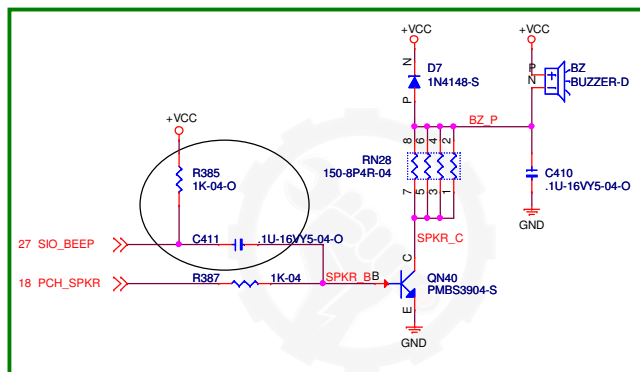 +VCC
+VCC
N
D7
1N4148-S
P
P
N
+
BZ
BUZZER-D
BZ_P
+VCC
8 6 4 2
RN28
150-8P4R-04
7 5 3 1
R385
1K-04-O
C410
.1U-16VY5-04-O
GND
27 SIO_BEEP
C411
.1U-16VY5-04-O
SPKR_C
C
18 PCH_SPKR
R387
1K-04
SPKR_B
B
QN40
PMBS3904-S
E
GND